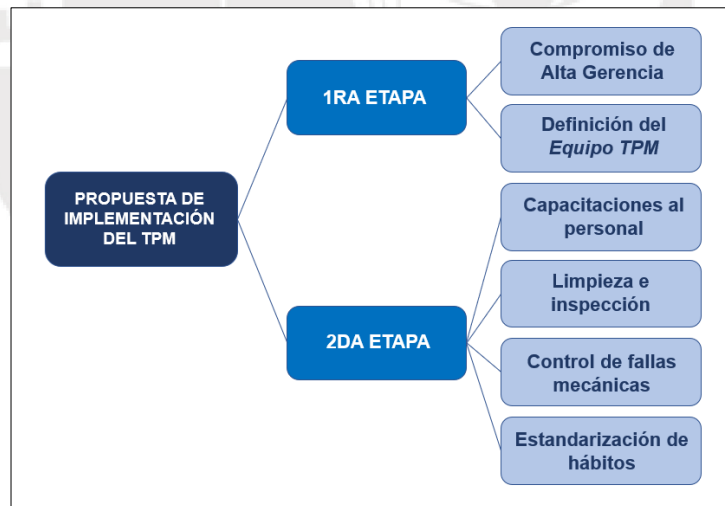 PROPUESTA DE
IMPLEMENTACIÓN
DEL TPM
1RA ETAPA
Compromiso de
Alta Gerencia
Definición del
Equipo TPM
2DA ETAPA
Capacitaciones al
personal
Limpieza e
inspección
Control de fallas
mecánicas
Estandarización de
hábitos